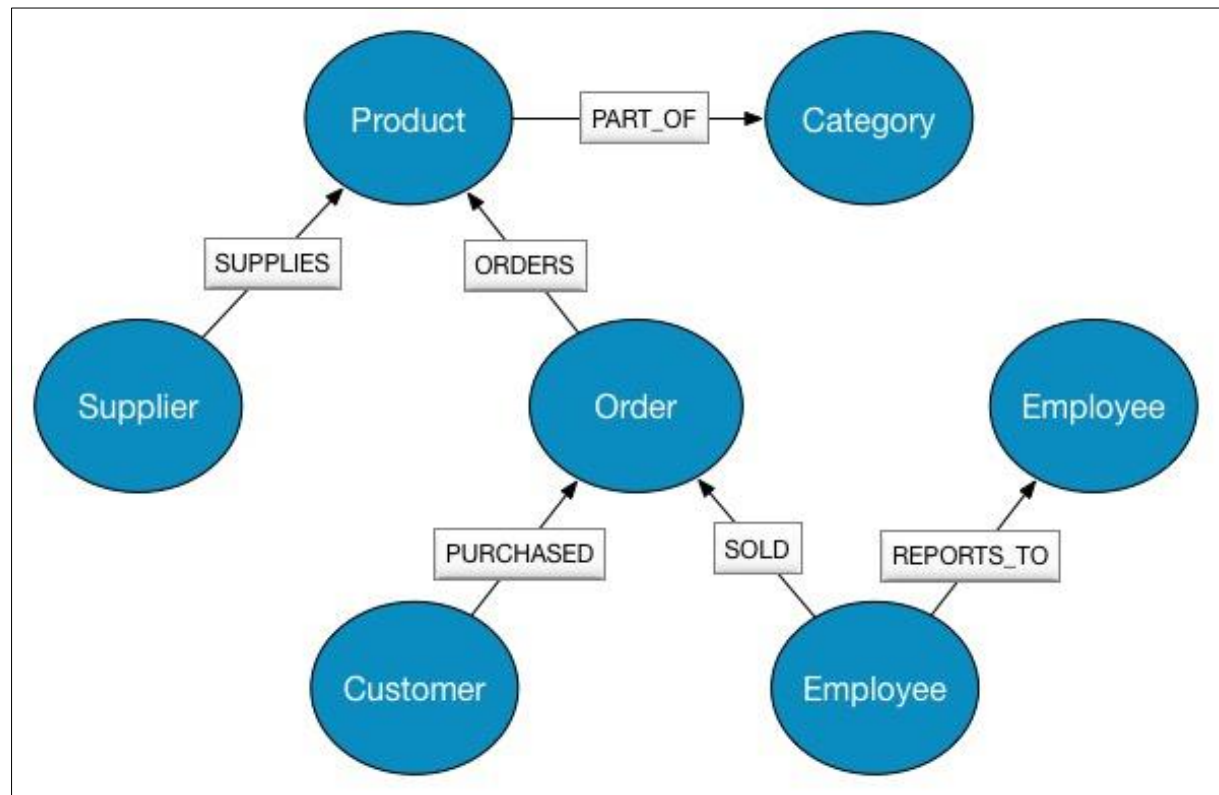 Product
PART_OF
Category
SUPPLIES
ORDERS
Supplier
Order
Employee
PURCHASED
SOLD
REPORTS_TO
Customer
Employee